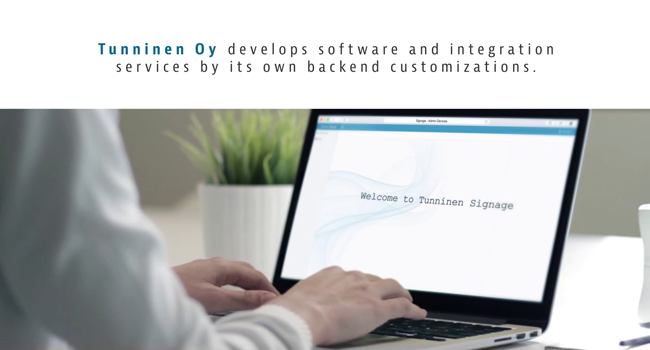 Tunninen Oy develops software and integration
services by its own backend customizations.
Welcome to Tunninen Signage